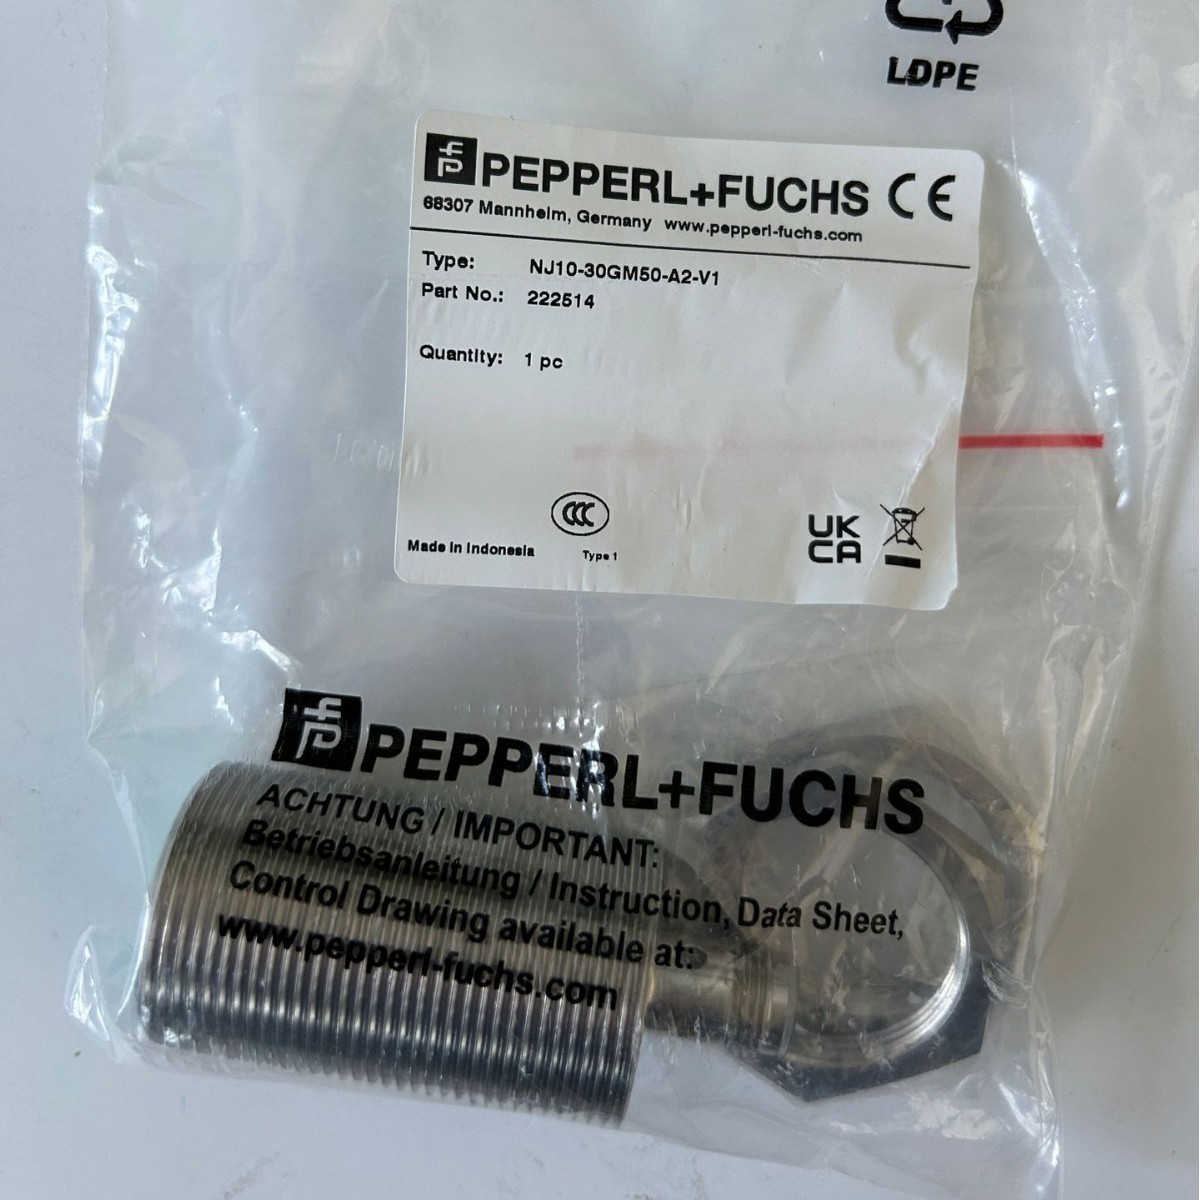 LDPE
PEPPERL+FUCHS CE
68307 Mannheim, Germany www.pepperl-fuchs.com
Type: NJ10-30GM50-A2-V1
Part No.: 222514
Quantity: 1 pc
CCC
UK
CA
Made in Indonesia Type 1
PEPPERL+FUCHS
ACHTUNG / IMPORTANT:
Betriebsanleitung / Instruction, Data Sheet,
Control Drawing available at:
www.pepperl-fuchs.com